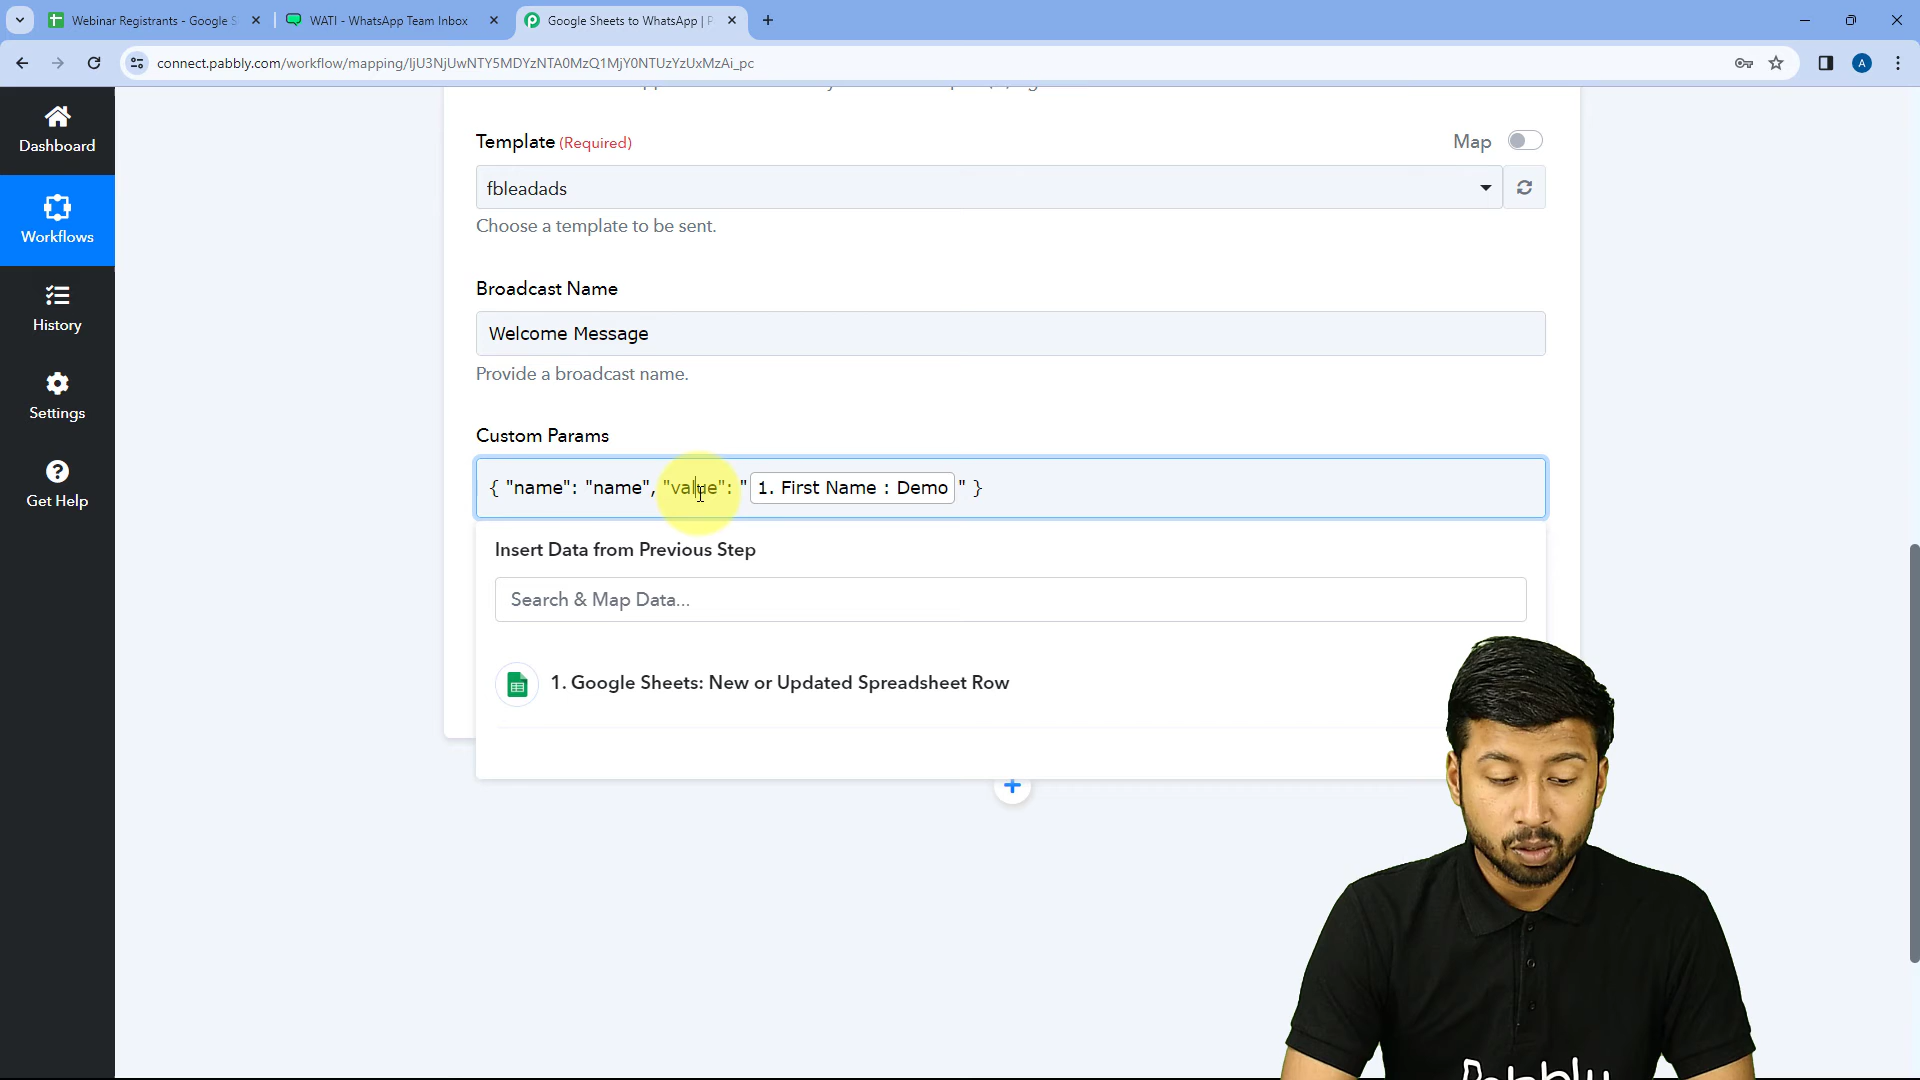 Webinar Registrants - Google S
WATI - WhatsApp Team Inbox
Google Sheets to WhatsApp | P
connect.pabbly.com/workflow/mapping/IjU3NjUwNTY5MDYzNTA0MzQ1MjY0NTUzYzUxMzAi_pc
A
Dashboard
Workflows
History
Settings
Get Help
Template (Required)
Map
fbleadads
Choose a template to be sent.
Broadcast Name
Welcome Message
Provide a broadcast name.
Custom Params
{ "name": "name", "value": " 1. First Name : Demo " }
Insert Data from Previous Step
Search & Map Data...
1. Google Sheets: New or Updated Spreadsheet Row
Pabbly